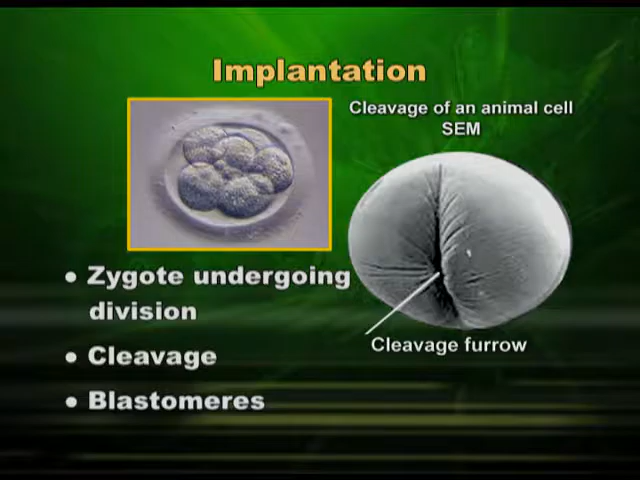 Implantation
Cleavage of an animal cell
SEM
● Zygote undergoing
division
● Cleavage
● Blastomeres
Cleavage furrow